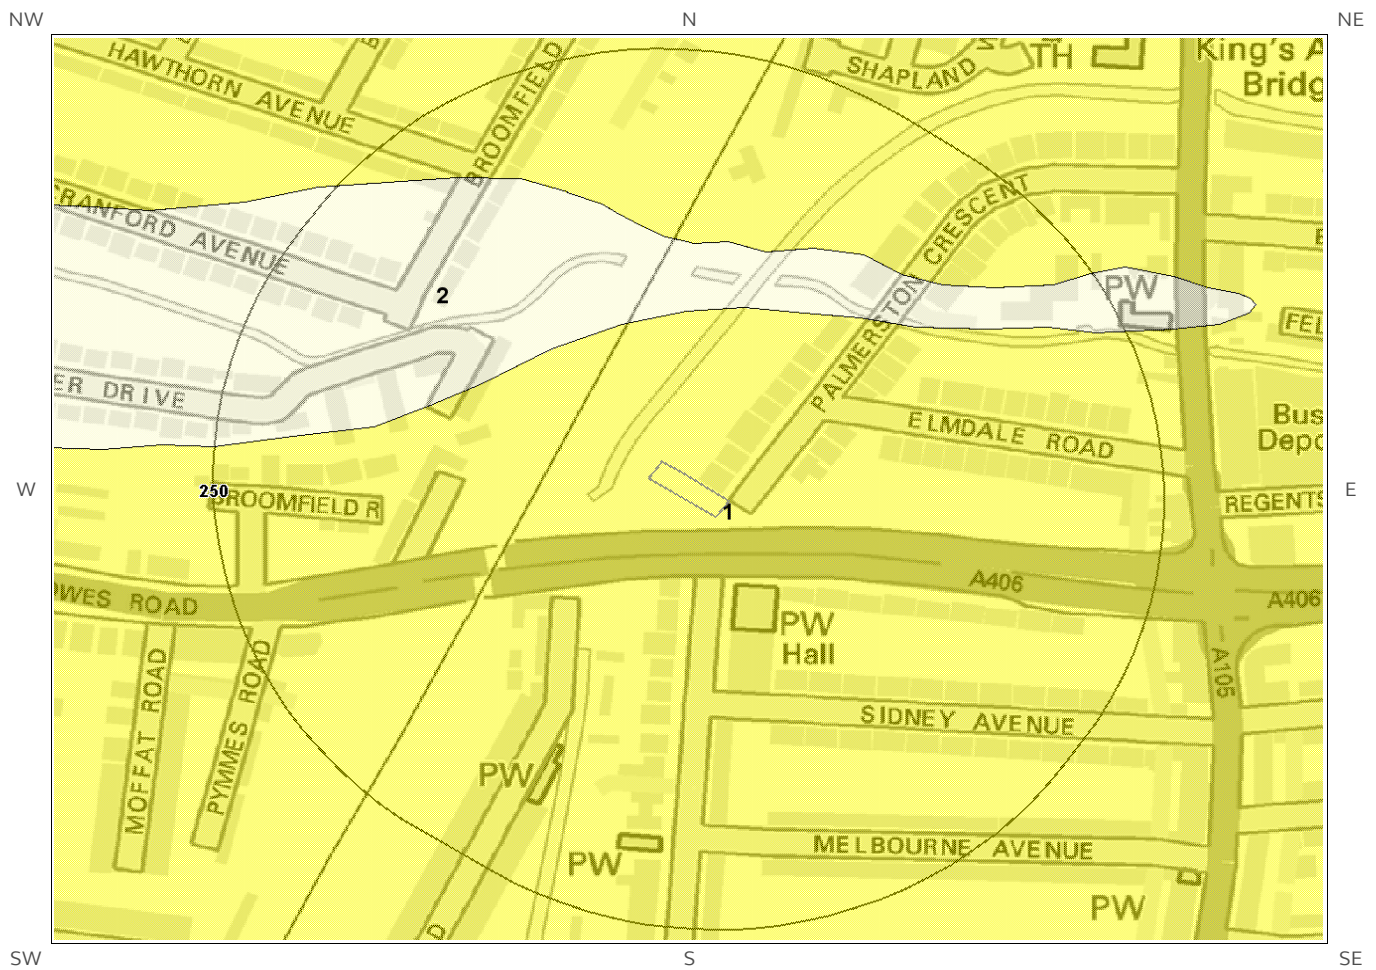 NW
N
NE
HAWTHORN AVENUE
BROOMFIELD
SHAPLAND
TH
King's A
Bridg
CRANFORD AVENUE
2
PALMERSTON CRESCENT
PW
FEL
ER DRIVE
ELMDALE ROAD
Bus
Depo
W
250
BROOMFIELD R
1
REGENTS
E
OWES ROAD
A406
A406
PW
Hall
MOFFAT ROAD
PYMMES ROAD
A105
SIDNEY AVENUE
PW
PW
MELBOURNE AVENUE
PW
D
SW
S
SE